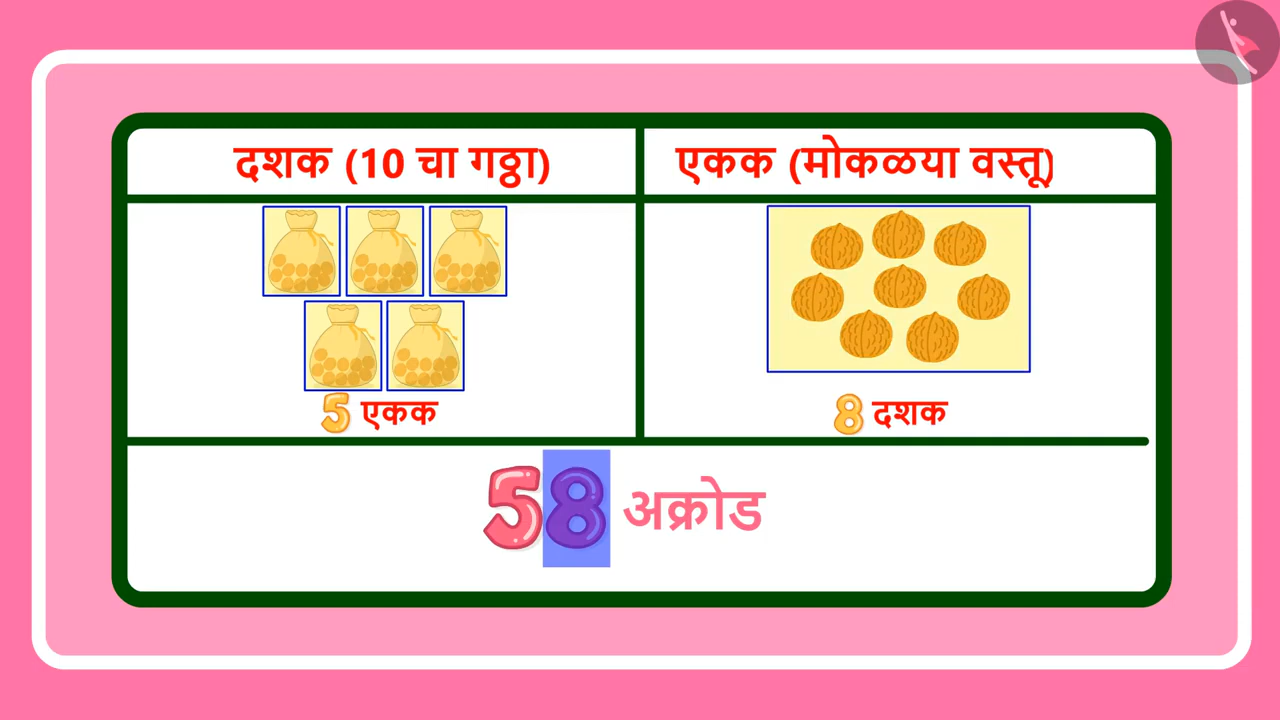 दशक (10 चा गठ्ठा)
एकक (मोकळया वस्तू)
5 एकक
8 दशक
58 अक्रोड